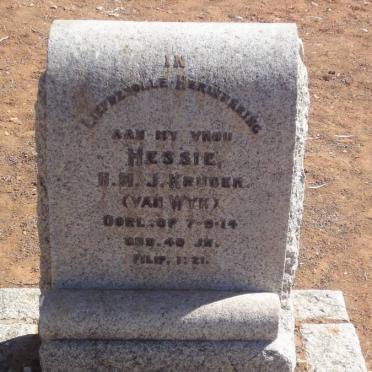 IN
LIEFDEVOLLE HERINNERING
AAN MY VROU
HESSIE,
H. M. J. KRUGER.
(VAN WYK)
OORL. OP 7-9-14
OUD. 40 JR.
FILIP. 1:21.